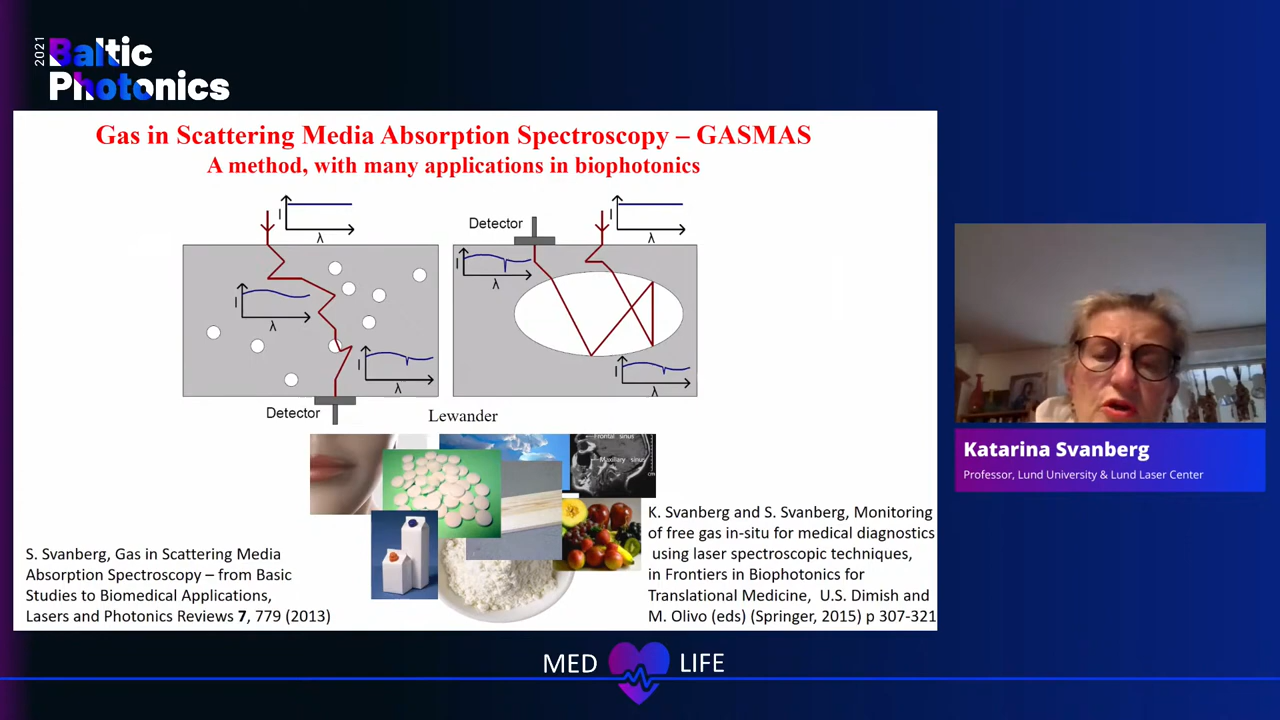 2021
Baltic
Photonics
Gas in Scattering Media Absorption Spectroscopy – GASMAS
A method, with many applications in biophotonics
I
λ
I
λ
Detector
I
λ
I
λ
I
λ
I
λ
Detector
Lewander
Frontal sinus
Maxillary sinus
cm
S. Svanberg, Gas in Scattering Media
Absorption Spectroscopy – from Basic
Studies to Biomedical Applications,
Lasers and Photonics Reviews 7, 779 (2013)
K. Svanberg and S. Svanberg, Monitoring
of free gas in-situ for medical diagnostics
using laser spectroscopic techniques,
in Frontiers in Biophotonics for
Translational Medicine, U.S. Dimish and
M. Olivo (eds) (Springer, 2015) p 307-321
Katarina Svanberg
Professor, Lund University & Lund Laser Center
MED LIFE